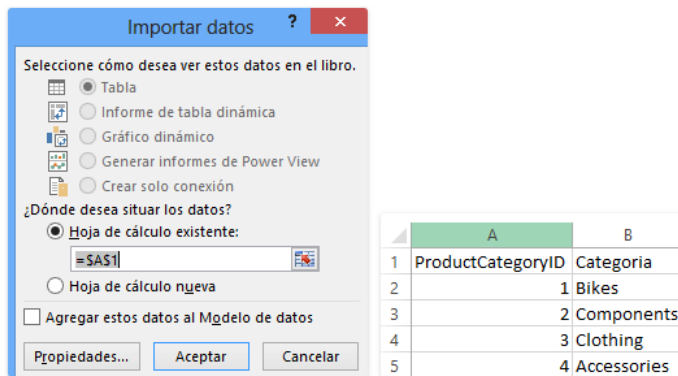 Importar datos ? ×
Seleccione cómo desea ver estos datos en el libro.
Tabla
Informe de tabla dinámica
Gráfico dinámico
Generar informes de Power View
Crear solo conexión
¿Dónde desea situar los datos?
Hoja de cálculo existente:
=$A$1
Hoja de cálculo nueva
Agregar estos datos al Modelo de datos
Propiedades... Aceptar Cancelar
A B
1 ProductCategoryID Categoria
2 1 Bikes
3 2 Components
4 3 Clothing
5 4 Accessories